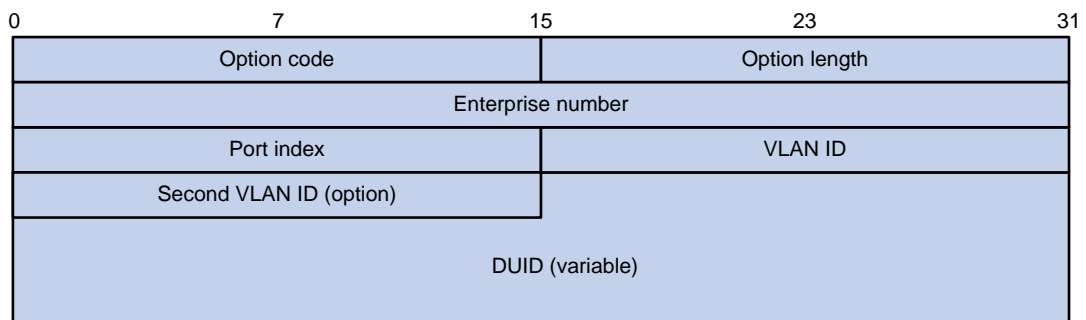 0 7 15 23 31
Option code Option length
Enterprise number
Port index VLAN ID
Second VLAN ID (option)
DUID (variable)